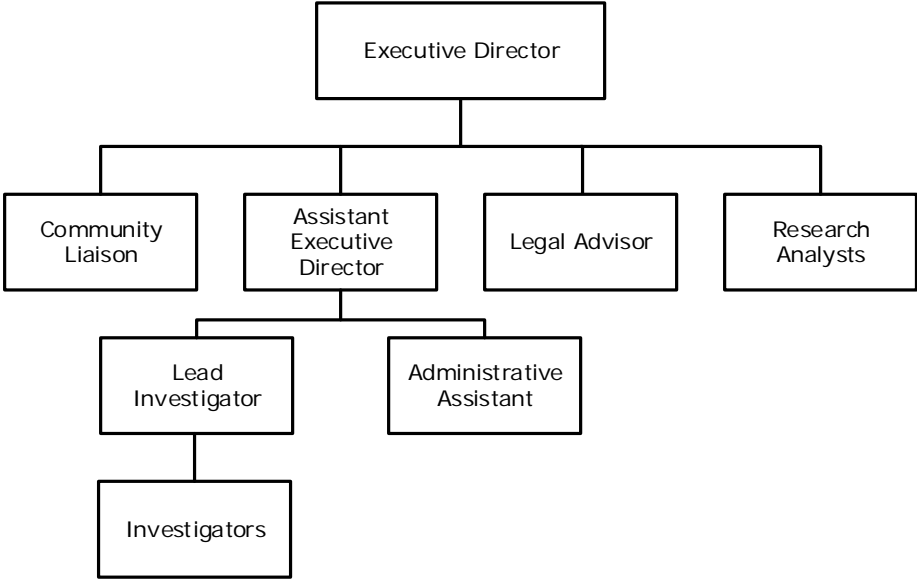 Executive Director
Community
Liaison
Assistant
Executive
Director
Legal Advisor
Research
Analysts
Lead
Investigator
Administrative
Assistant
Investigators